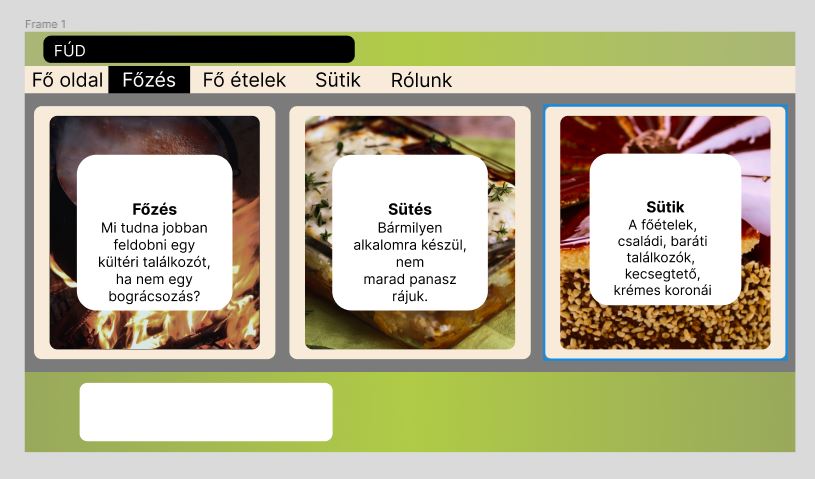 Frame 1
FÚD
Fő oldal Főzés Fő ételek Sütik Rólunk
Főzés
Mi tudna jobban
feldobni egy
kültéri találkozót,
ha nem egy
bográcsozás?
Sütés
Bármilyen
alkalomra készül,
nem
marad panasz
rájuk.
Sütik
A főételek,
családi, baráti
találkozók,
kecsegtető,
krémes koronái